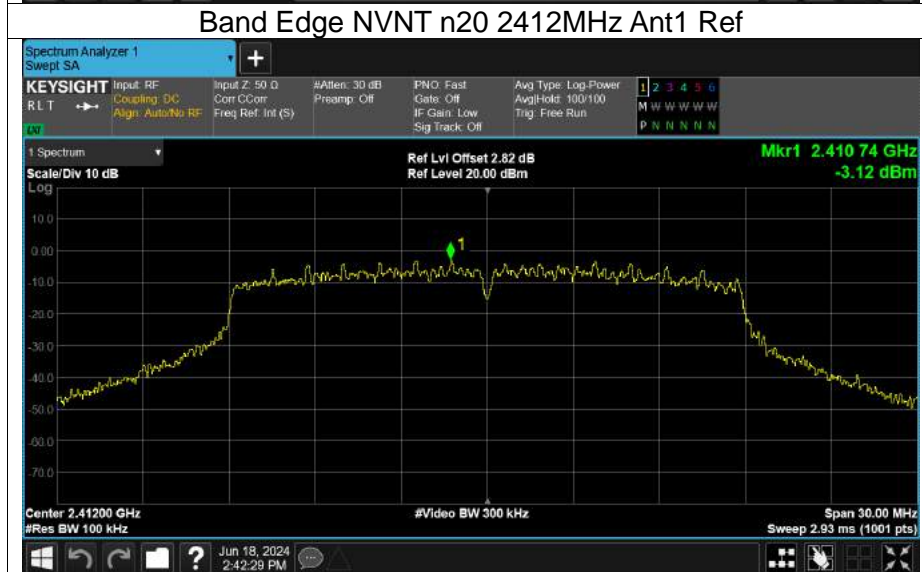 Band Edge NVNT n20 2412MHz Ant1 Ref
Spectrum Analyzer 1
Swept SA
+
KEYSIGHT
RLT
LXI
Input: RF
Coupling: DC
Align: Auto/No RF
Input Z: 50 Ω
Corr CCorr
Freq Ref: Int (S)
#Atten: 30 dB
Preamp: Off
PNO: Fast
Gate: Off
IF Gain: Low
Sig Track: Off
Avg Type: Log-Power
Avg|Hold: 100/100
Trig: Free Run
1 2 3 4 5 6
M W W W W W
P N N N N N
1 Spectrum
Scale/Div 10 dB
Ref Lvl Offset 2.82 dB
Ref Level 20.00 dBm
Mkr1 2.410 74 GHz
-3.12 dBm
Log
10.0
0.00
-10.0
-20.0
-30.0
-40.0
-50.0
-60.0
-70.0
1
Center 2.41200 GHz
#Res BW 100 kHz
#Video BW 300 kHz
Span 30.00 MHz
Sweep 2.93 ms (1001 pts)
?
Jun 18, 2024
2:42:29 PM